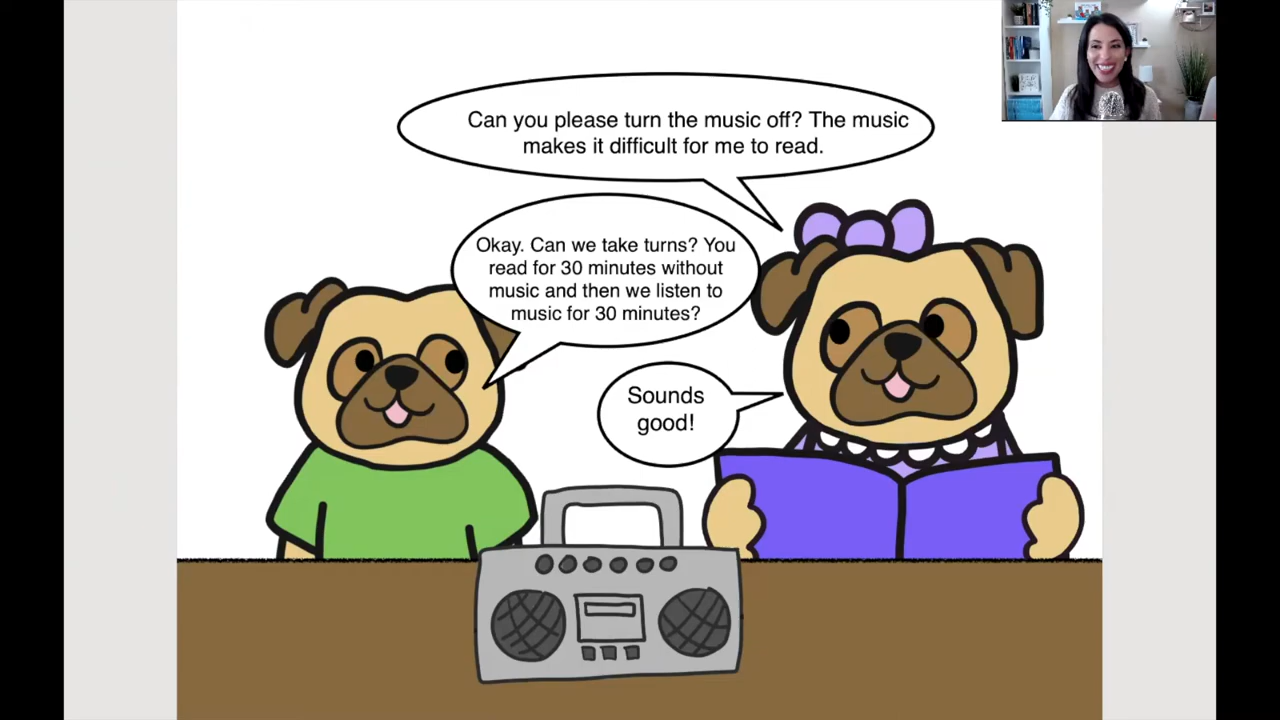 Can you please turn the music off? The music
makes it difficult for me to read.
Okay. Can we take turns? You
read for 30 minutes without
music and then we listen to
music for 30 minutes?
Sounds
good!